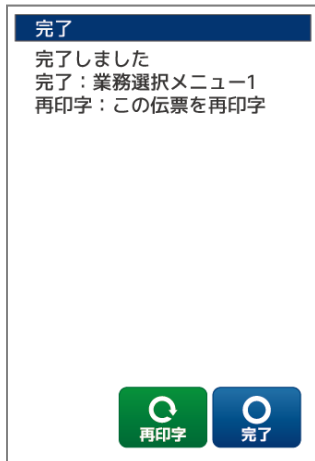 完了
完了しました
完了：業務選択メニュー1
再印字：この伝票を再印字
再印字
完了